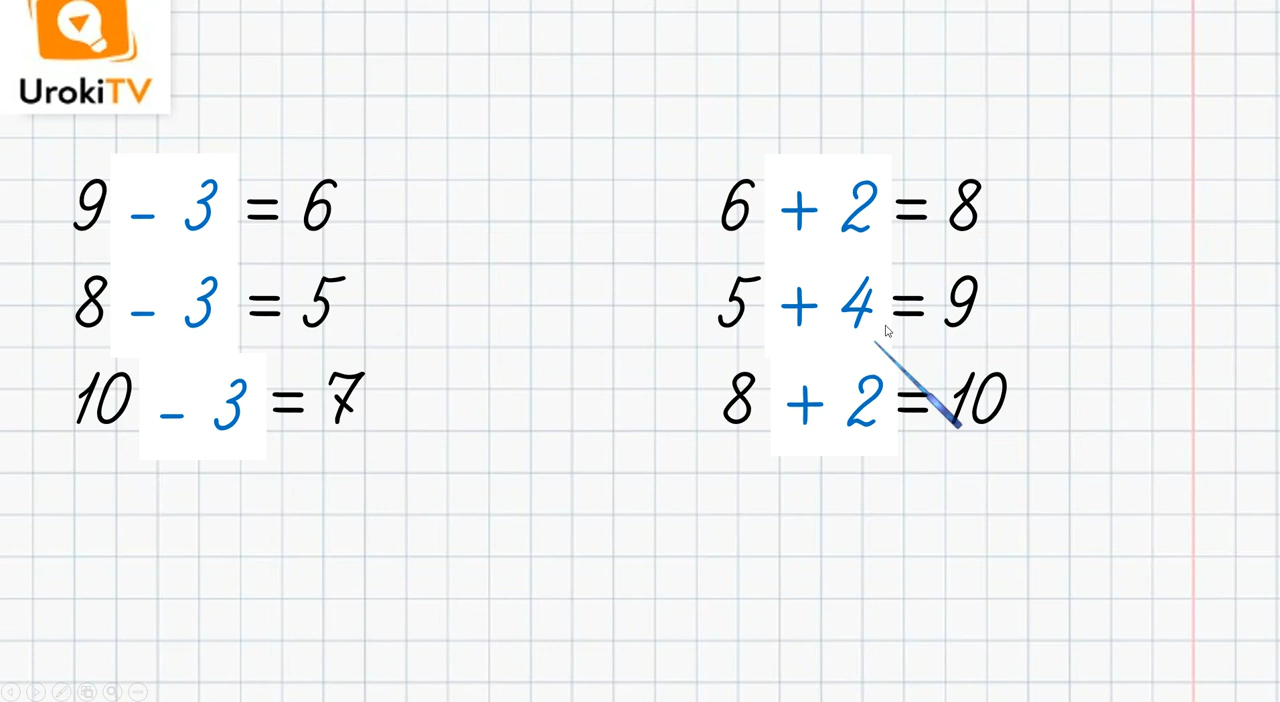 UrokiTV
9 - 3 = 6
8 - 3 = 5
10 - 3 = 7
6 + 2 = 8
5 + 4 = 9
8 + 2 = 10